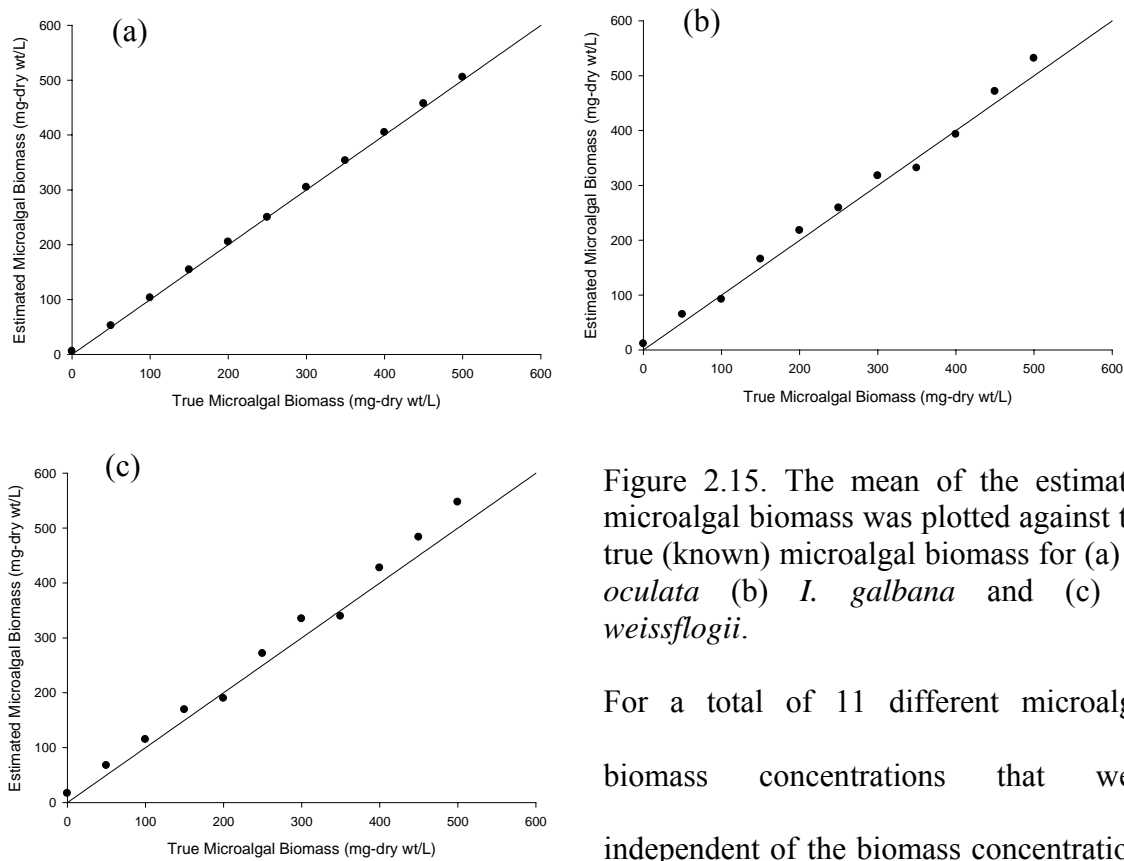 (a)
Estimated Microalgal Biomass (mg-dry wt/L)
600
500
400
300
200
100
0
0 100 200 300 400 500 600
True Microalgal Biomass (mg-dry wt/L)
(b)
Estimated Microalgal Biomass (mg-dry wt/L)
600
500
400
300
200
100
0
0 100 200 300 400 500 600
True Microalgal Biomass (mg-dry wt/L)
(c)
Estimated Microalgal Biomass (mg-dry wt/L)
600
500
400
300
200
100
0
0 100 200 300 400 500 600
True Microalgal Biomass (mg-dry wt/L)
Figure 2.15. The mean of the estimat
microalgal biomass was plotted against t
true (known) microalgal biomass for (a)
oculata (b) I. galbana and (c)
weissflogii.
For a total of 11 different microalg
biomass concentrations that we
independent of the biomass concentratio